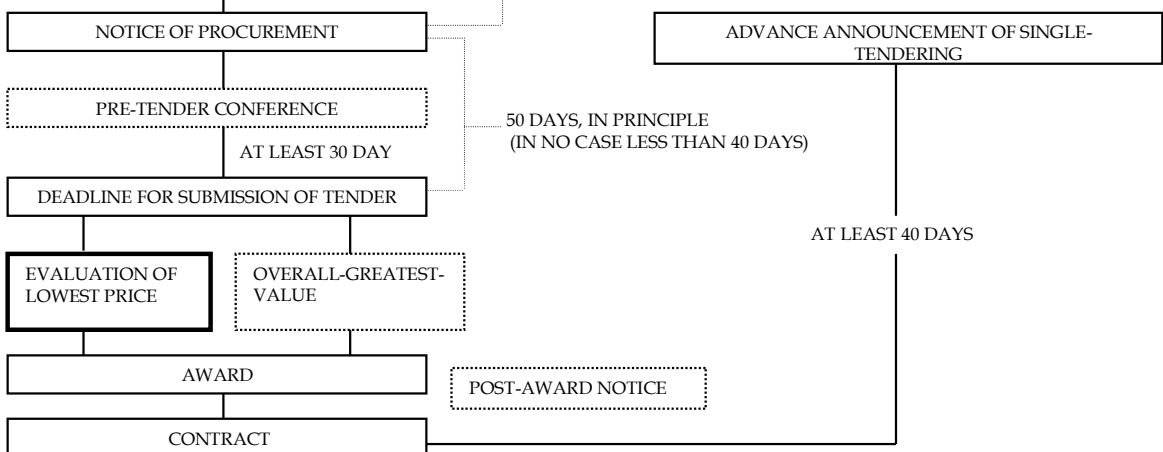 NOTICE OF PROCUREMENT
ADVANCE ANNOUNCEMENT OF SINGLE-
TENDERING
PRE-TENDER CONFERENCE
50 DAYS, IN PRINCIPLE
(IN NO CASE LESS THAN 40 DAYS)
AT LEAST 30 DAY
DEADLINE FOR SUBMISSION OF TENDER
AT LEAST 40 DAYS
EVALUATION OF
LOWEST PRICE
OVERALL-GREATEST-
VALUE
AWARD
POST-AWARD NOTICE
CONTRACT